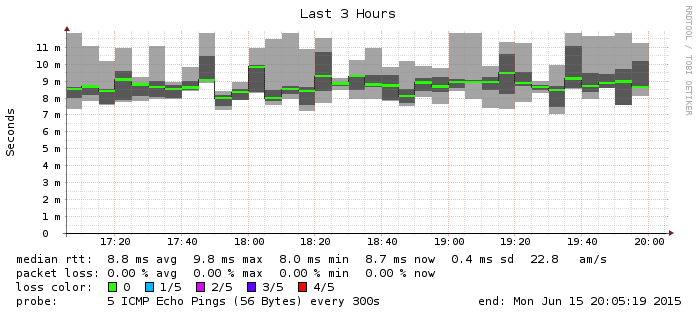 Last 3 Hours
RRDTOOL / TOBI OETIKER
Seconds
11 m
10 m
9 m
8 m
7 m
6 m
5 m
4 m
3 m
2 m
1 m
0
17:20 17:40 18:00 18:20 18:40 19:00 19:20 19:40 20:00
median rtt: 8.8 ms avg 9.8 ms max 8.0 ms min 8.7 ms now 0.4 ms sd 22.8 am/s
packet loss: 0.00 % avg 0.00 % max 0.00 % min 0.00 % now
loss color: 0 1/5 2/5 3/5 4/5
probe: 5 ICMP Echo Pings (56 Bytes) every 300s end: Mon Jun 15 20:05:19 2015